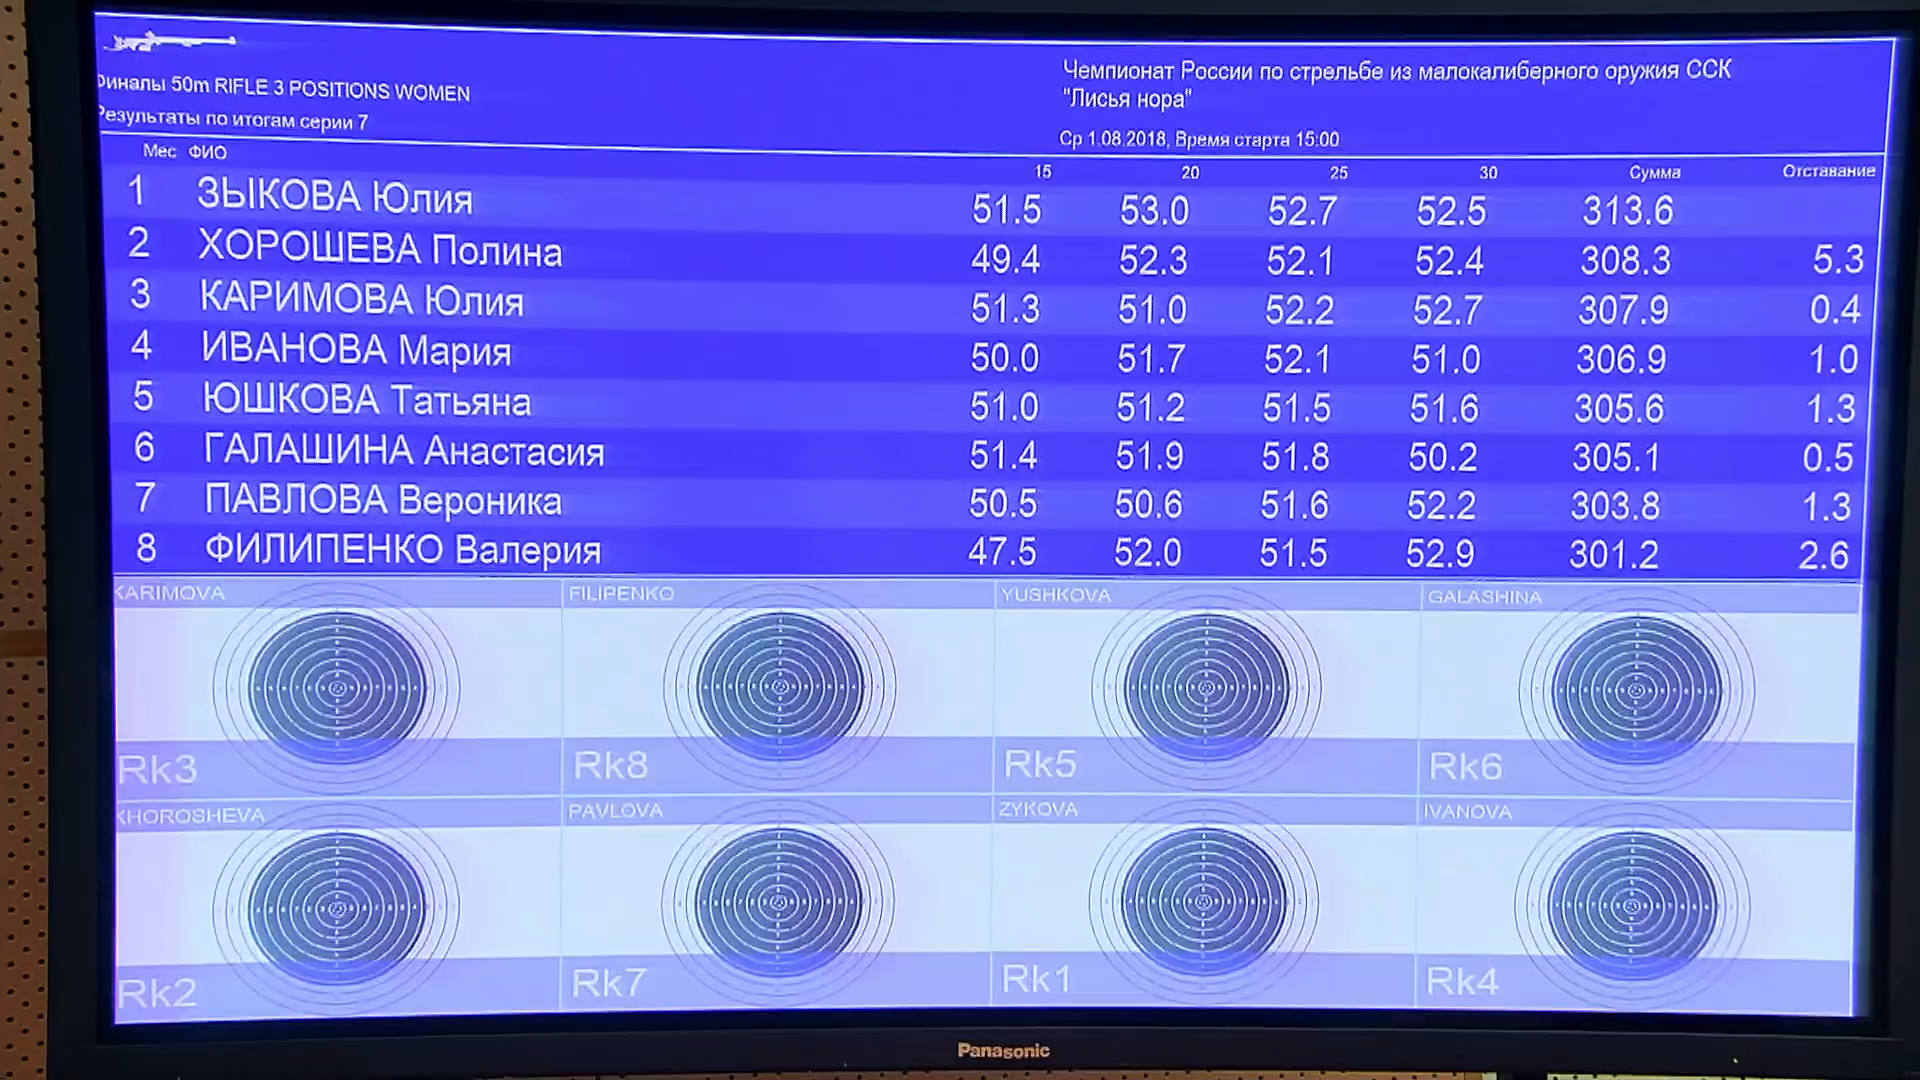 Финалы 50m RIFLE 3 POSITIONS WOMEN
Результаты по итогам серии 7
Чемпионат России по стрельбе из малокалиберного оружия ССК
"Лисья нора"
Ср 1.08.2018, Время старта 15:00
Мес ФИО 15 20 25 30 Сумма Отставание
1 ЗЫКОВА Юлия 51.5 53.0 52.7 52.5 313.6
2 ХОРОШЕВА Полина 49.4 52.3 52.1 52.4 308.3 5.3
3 КАРИМОВА Юлия 51.3 51.0 52.2 52.7 307.9 0.4
4 ИВАНОВА Мария 50.0 51.7 52.1 51.0 306.9 1.0
5 ЮШКОВА Татьяна 51.0 51.2 51.5 51.6 305.6 1.3
6 ГАЛАШИНА Анастасия 51.4 51.9 51.8 50.2 305.1 0.5
7 ПАВЛОВА Вероника 50.5 50.6 51.6 52.2 303.8 1.3
8 ФИЛИПЕНКО Валерия 47.5 52.0 51.5 52.9 301.2 2.6
KARIMOVA FILIPENKO YUSHKOVA GALASHINA
Rk3 Rk8 Rk5 Rk6
KHOROSHEVA PAVLOVA ZYKOVA IVANOVA
Rk2 Rk7 Rk1 Rk4
Panasonic